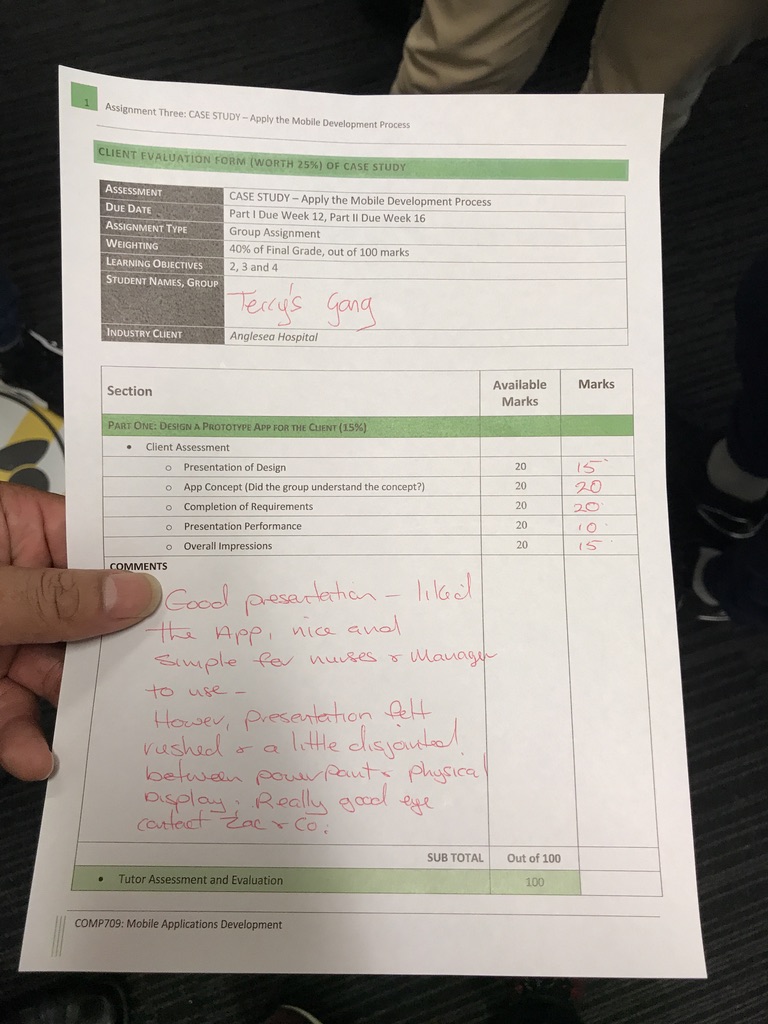 1 Assignment Three: CASE STUDY – Apply the Mobile Development Process
CLIENT EVALUATION FORM (WORTH 25%) OF CASE STUDY
ASSESSMENT CASE STUDY – Apply the Mobile Development Process
DUE DATE Part I Due Week 12, Part II Due Week 16
ASSIGNMENT TYPE Group Assignment
WEIGHTING 40% of Final Grade, out of 100 marks
LEARNING OBJECTIVES 2, 3 and 4
STUDENT NAMES, GROUP Terry's Gang
INDUSTRY CLIENT Anglesea Hospital
Section Available Marks Marks
PART ONE: DESIGN A PROTOTYPE APP FOR THE CLIENT (15%)
• Client Assessment
o Presentation of Design 20 15
o App Concept (Did the group understand the concept?) 20 20
o Completion of Requirements 20 20
o Presentation Performance 20 10
o Overall Impressions 20 15
COMMENTS
Good presentation – liked
the App, nice and
Simple for nurses & Manager
to use –
Hower, presentation felt
rushed & a little disjointed
between powerpoint & physical
Display, Really good eye
contact Zac & Co.
SUB TOTAL Out of 100
• Tutor Assessment and Evaluation 100
COMP709: Mobile Applications Development